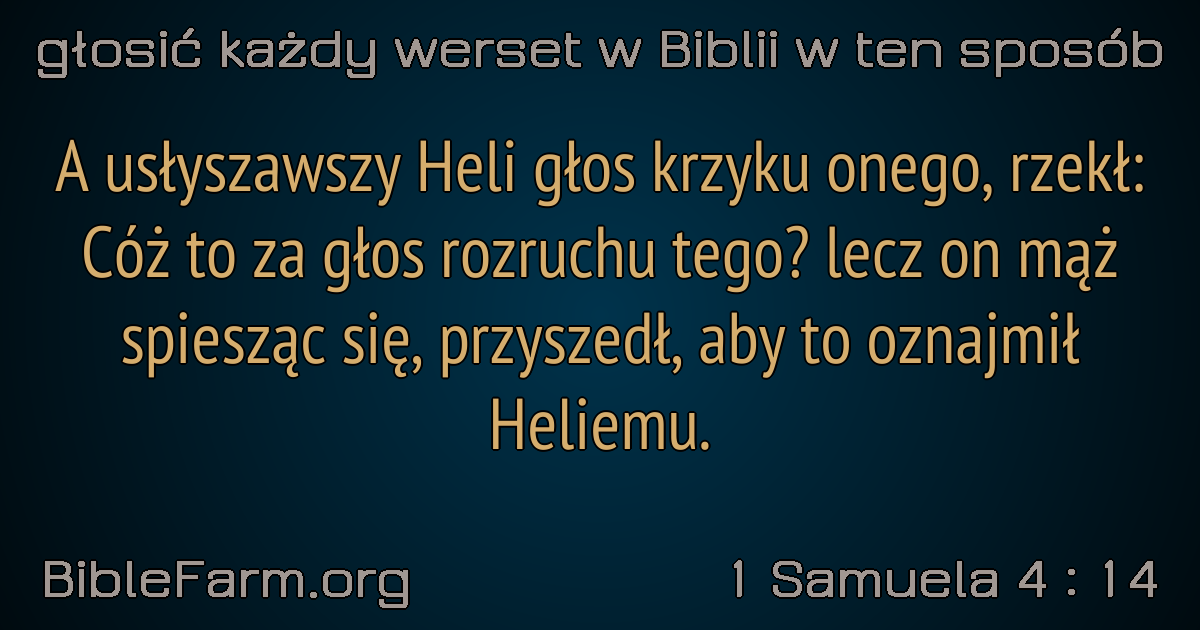 głosić każdy werset w Biblii w ten sposób
A usłyszawszy Heli głos krzyku onego, rzekł:
Cóż to za głos rozruchu tego? lecz on mąż
spiesząc się, przyszedł, aby to oznajmił
Heliemu.
BibleFarm.org
1 Samuela 4 : 14